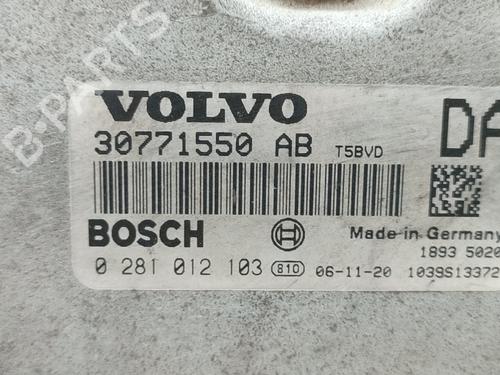 B-PARTS
VOLVO
30771550 AB T5BVD
DA
BOSCH
Made in Germany
1893 5020
0 281 012 103 810 06-11-20 1039S13372